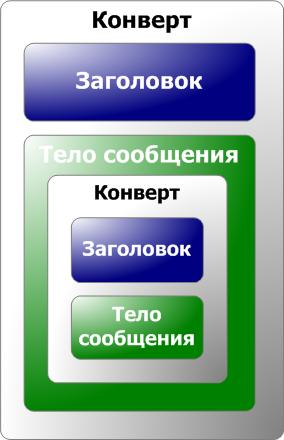 Конверт
Заголовок
Тело сообщения
Конверт
Заголовок
Тело
сообщения